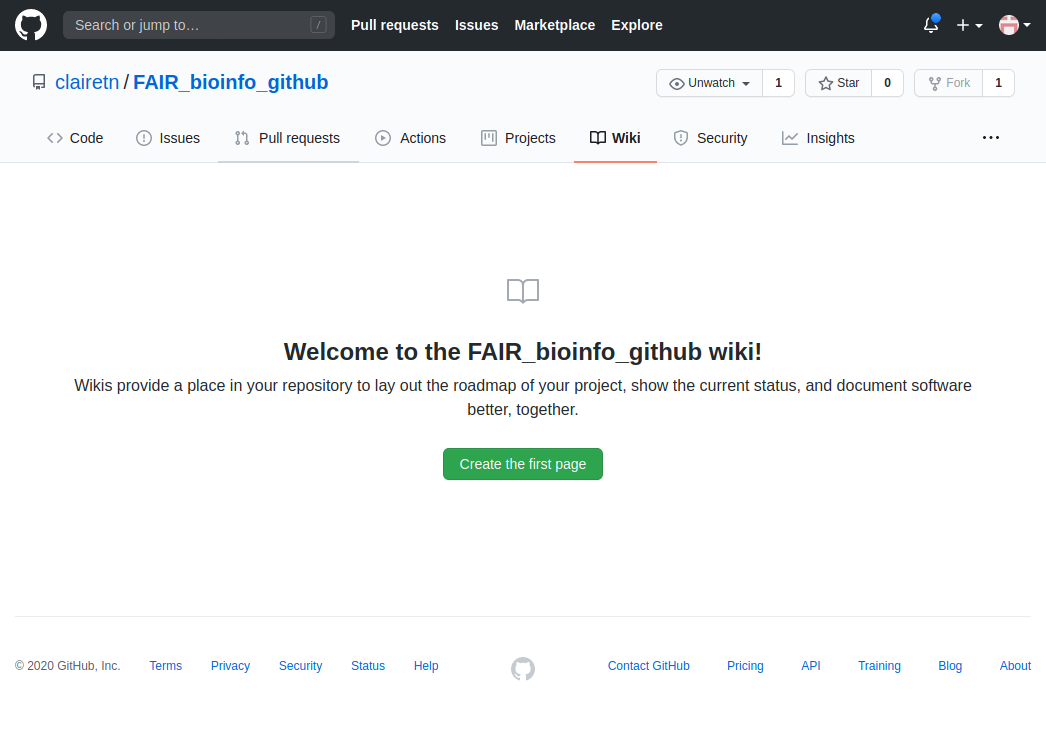 Search or jump to… /
Pull requests Issues Marketplace Explore
clairetn / FAIR_bioinfo_github
Unwatch 1 Star 0 Fork 1
Code Issues Pull requests Actions Projects Wiki Security Insights
Welcome to the FAIR_bioinfo_github wiki!
Wikis provide a place in your repository to lay out the roadmap of your project, show the current status, and document software
better, together.
Create the first page
© 2020 GitHub, Inc. Terms Privacy Security Status Help Contact GitHub Pricing API Training Blog About